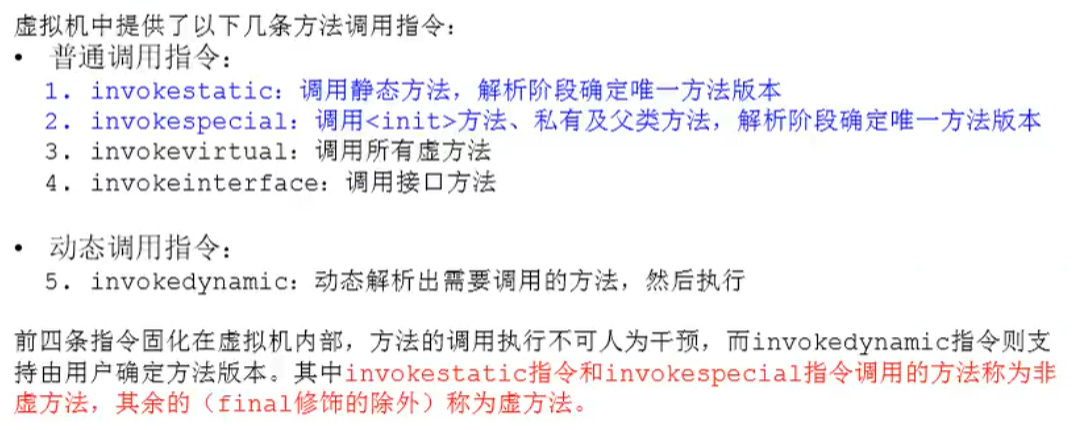 虚拟机中提供了以下几条方法调用指令:
• 普通调用指令:
1. invokestatic: 调用静态方法, 解析阶段确定唯一方法版本
2. invokespecial: 调用<init>方法、私有及父类方法, 解析阶段确定唯一方法版本
3. invokevirtual: 调用所有虚方法
4. invokeinterface: 调用接口方法
• 动态调用指令:
5. invokedynamic: 动态解析出需要调用的方法, 然后执行
前四条指令固化在虚拟机内部, 方法的调用执行不可人为干预, 而invokedynamic指令则支
持由用户确定方法版本。其中invokestatic指令和invokespecial指令调用的方法称为非
虚方法, 其余的 (final修饰的除外) 称为虚方法。